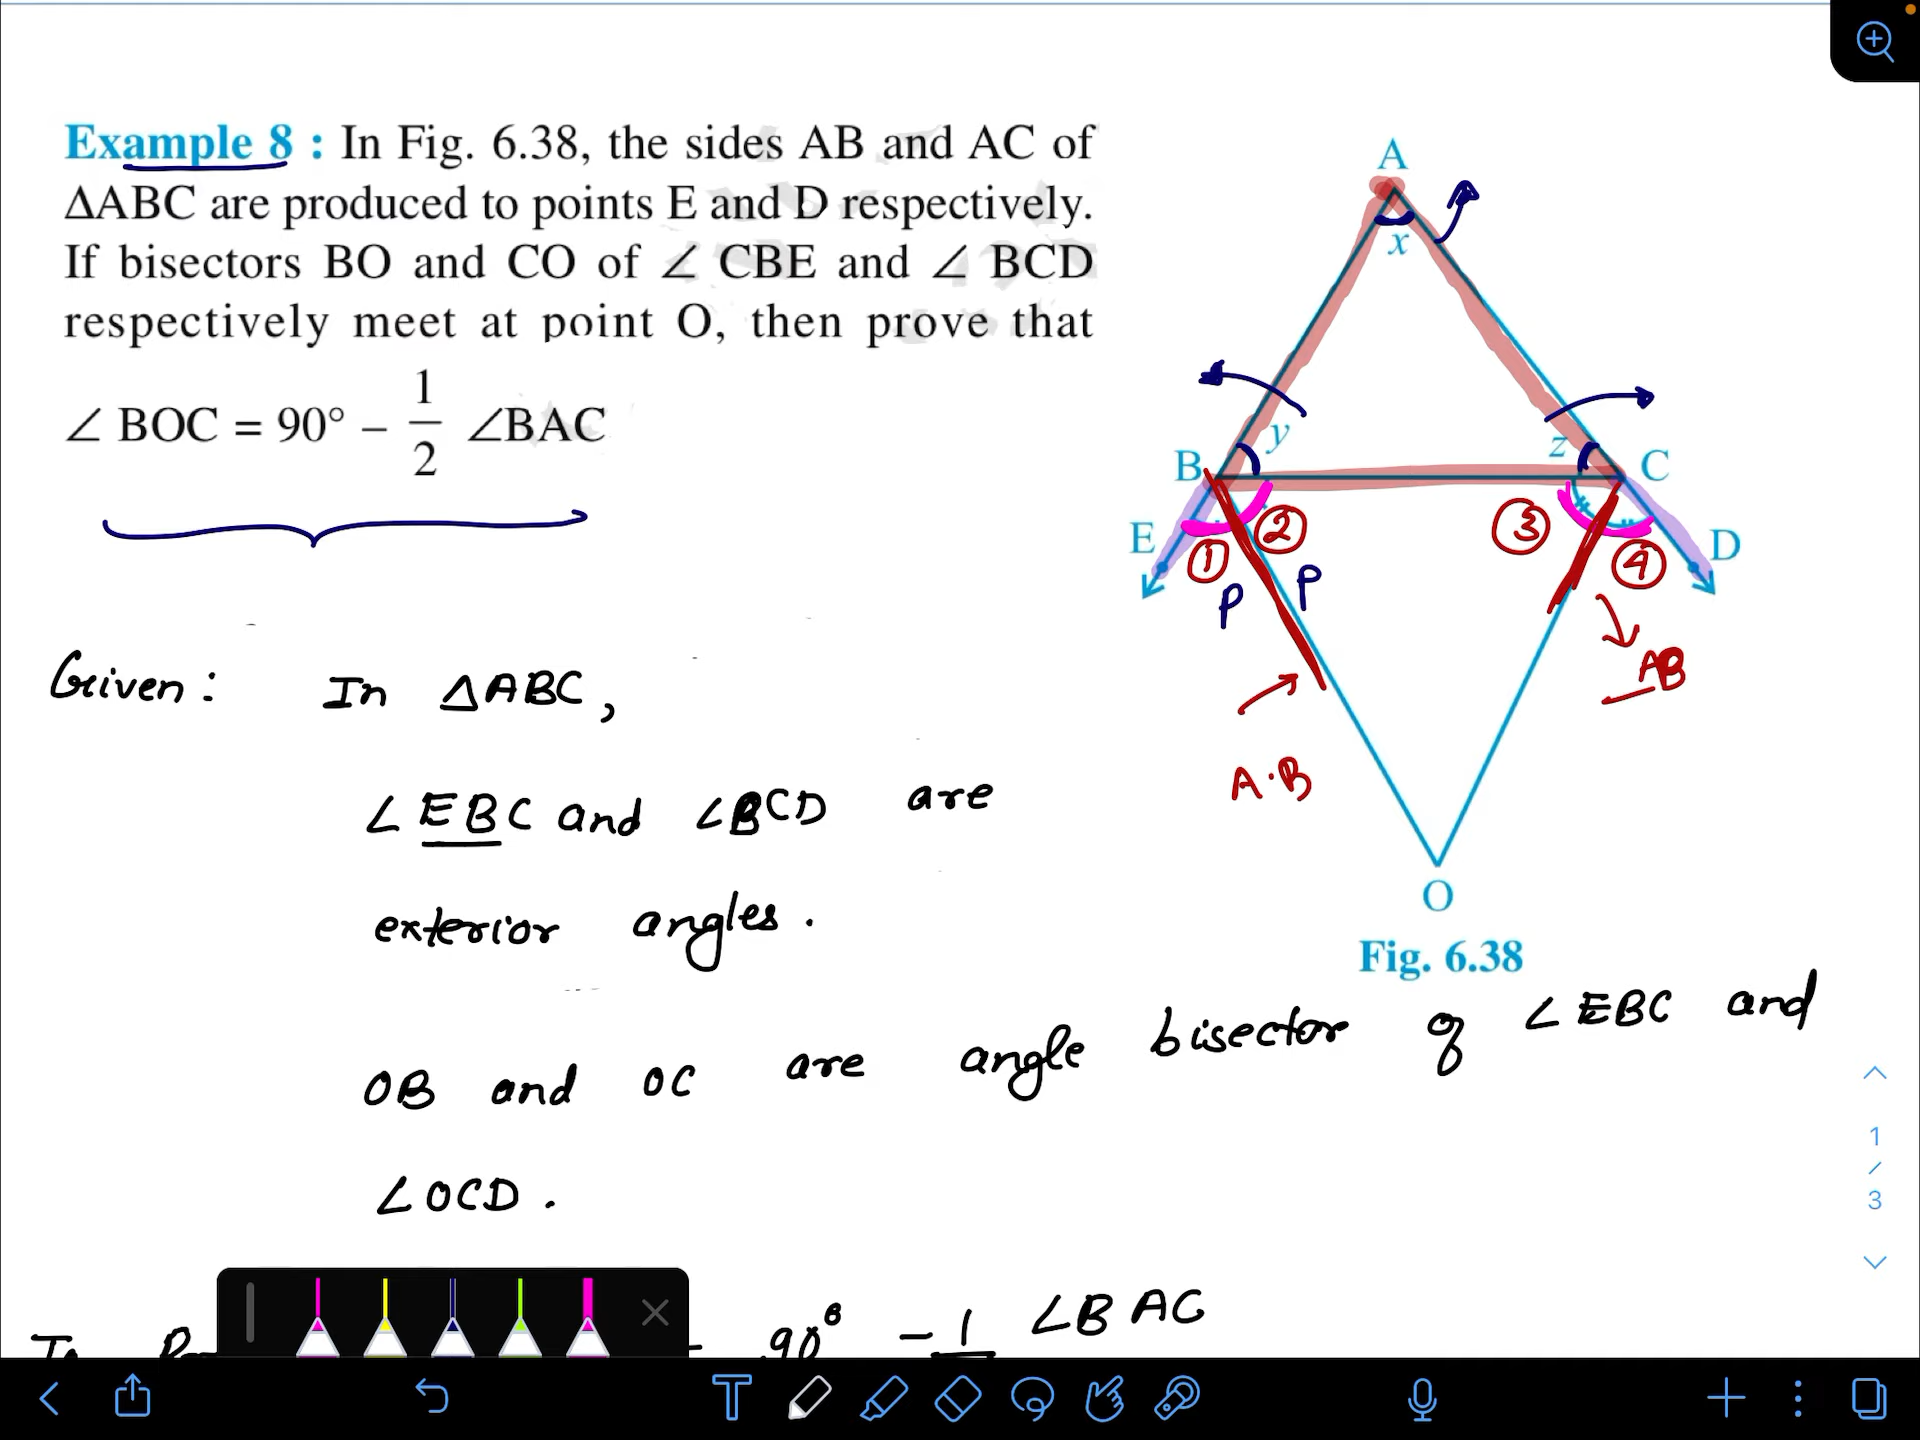 Example 8 : In Fig. 6.38, the sides AB and AC of
ΔABC are produced to points E and D respectively.
If bisectors BO and CO of ∠ CBE and ∠ BCD
respectively meet at point O, then prove that
∠ BOC = 90° – 1/2 ∠BAC
A
x
y
z
B
C
E
D
1
2
3
4
P
P
AB
A.B
O
Fig. 6.38
Given: In ΔABC,
∠EBC and ∠BCD are
exterior angles.
OB and OC are angle bisector of ∠EBC and
∠OCD.
90° - 1 ∠BAC
1
/
3
T